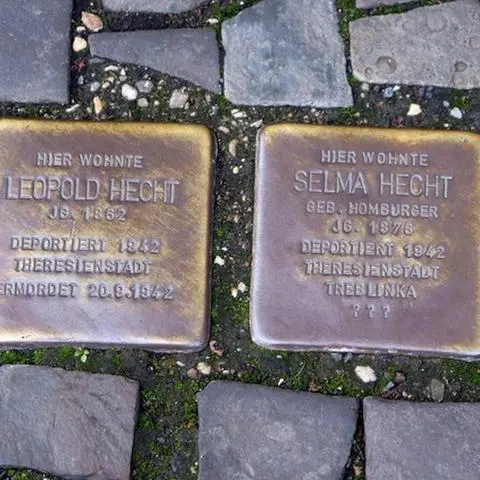 HIER WOHNTE
LEOPOLD HECHT
JG. 1862
DEPORTIERT 1942
THERESIENSTADT
ERMORDET 20.9.1942
HIER WOHNTE
SELMA HECHT
GEB. HOMBURGER
JG. 1876
DEPORTIERT 1942
THERESIENSTADT
TREBLINKA
? ? ?